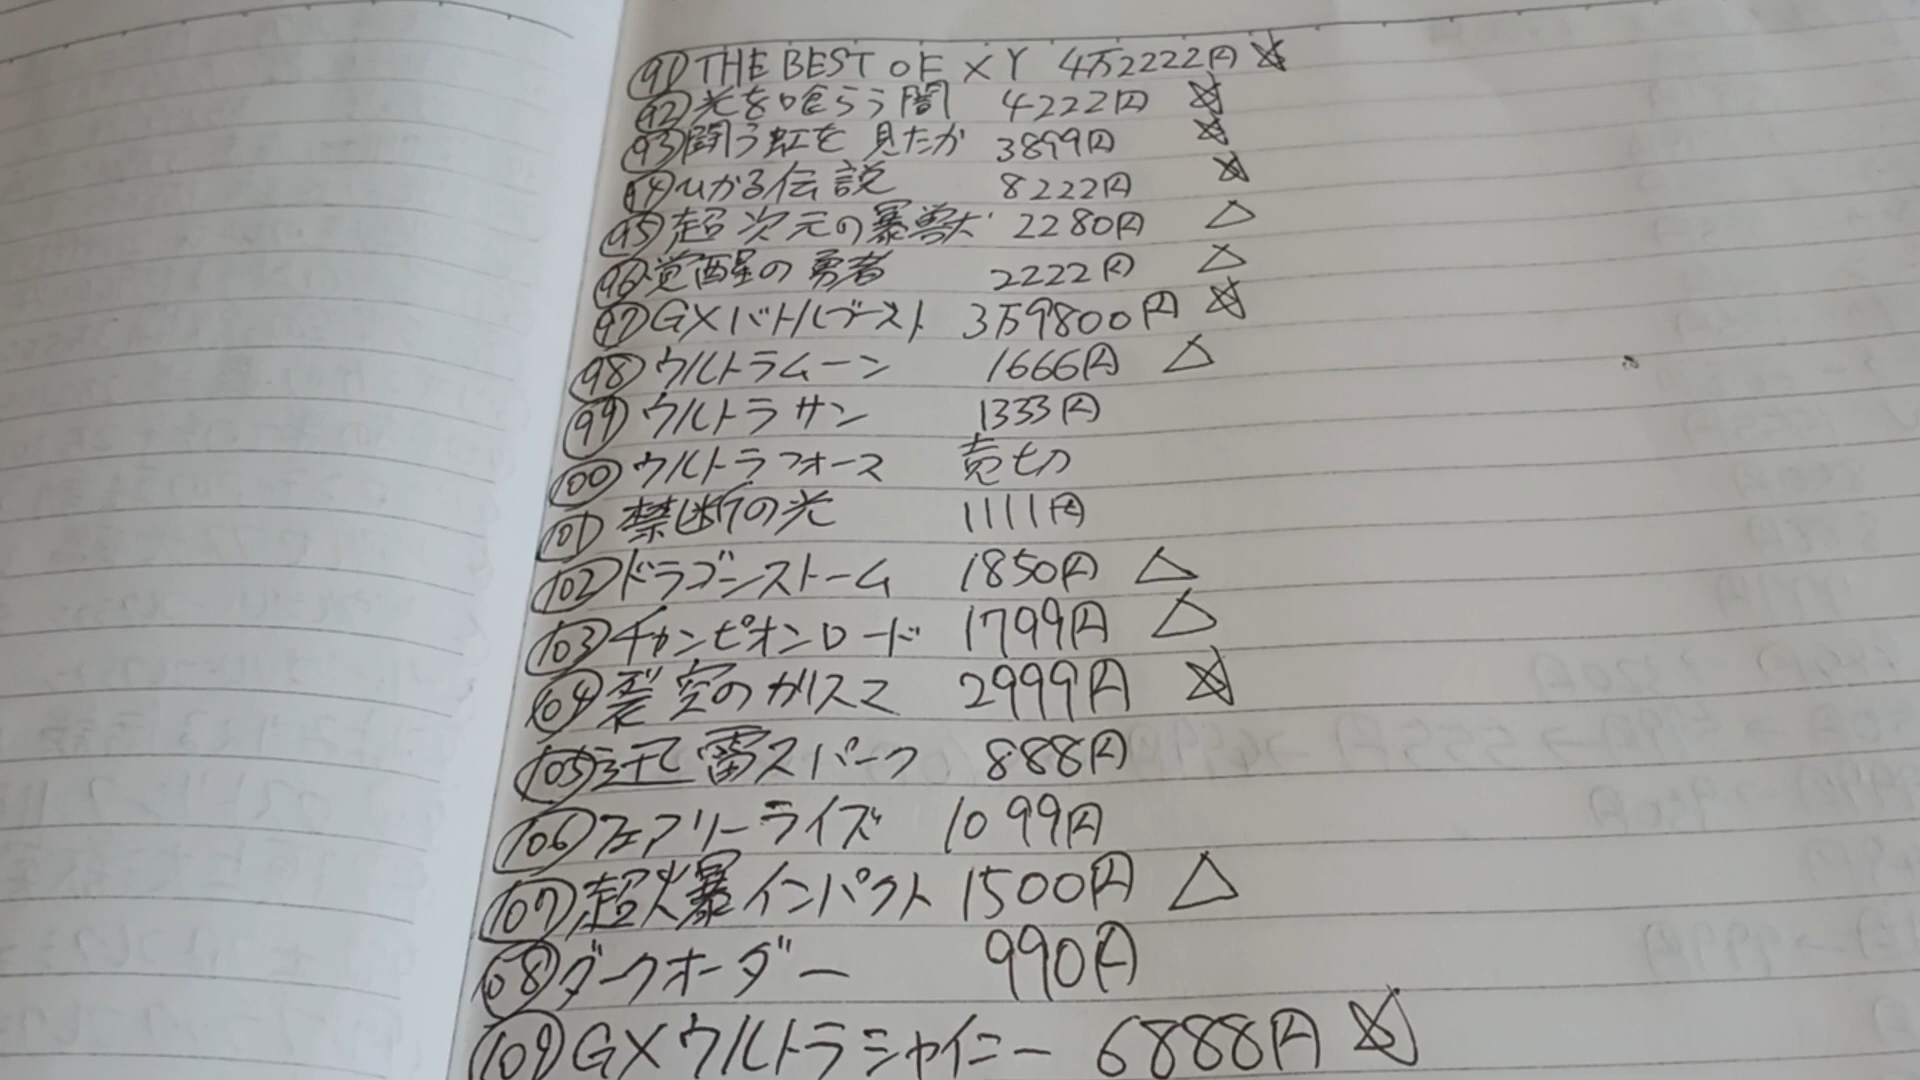 91 THE BEST OF XY 4万2222円 ☆
92 光を喰らう闇 4222円 ☆
93 闘う虹を見たか 3899円 ☆
94 ひかる伝説 8222円 ☆
95 超次元の暴獣 2280円 △
96 覚醒の勇者 2222円 △
97 GXバトルブースト 3万9800円 ☆
98 ウルトラムーン 1666円 △
99 ウルトラサン 1333円
100 ウルトラフォース 売切
101 禁断の光 1111円
102 ドラゴンストーム 1850円 △
103 チャンピオンロード 1799円 △
104 裂空のカリスマ 2999円 ☆
105 迅雷スパーク 888円
106 フェアリーライズ 1099円
107 超爆インパクト 1500円 △
108 ダークオーダー 990円
109 GXウルトラシャイニー 6888円 ☆